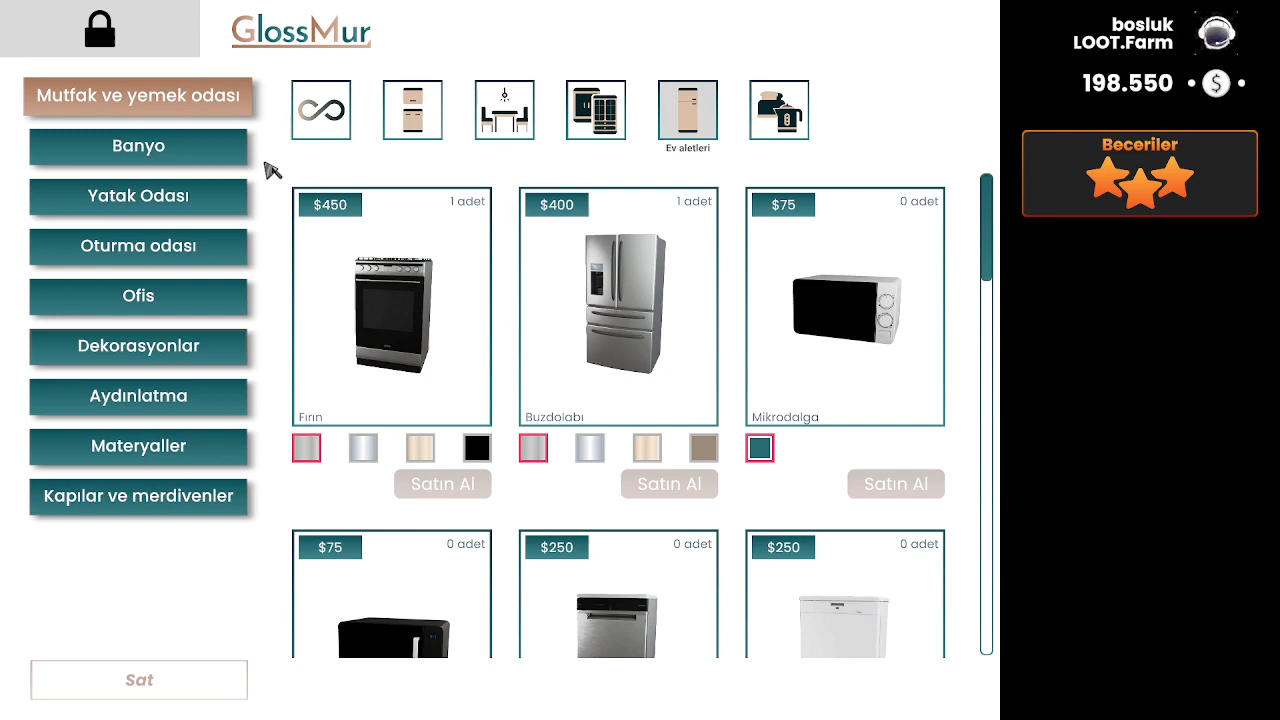 GlossMur
bosluk
LOOT.Farm
198.550
$
Beceriler
Mutfak ve yemek odası
Banyo
Yatak Odası
Oturma odası
Ofis
Dekorasyonlar
Aydınlatma
Materyaller
Kapılar ve merdivenler
Sat
Ev aletleri
$450
1 adet
Fırın
Satın Al
$400
1 adet
Buzdolabı
Satın Al
$75
0 adet
Mikrodalga
Satın Al
$75
0 adet
$250
0 adet
$250
0 adet